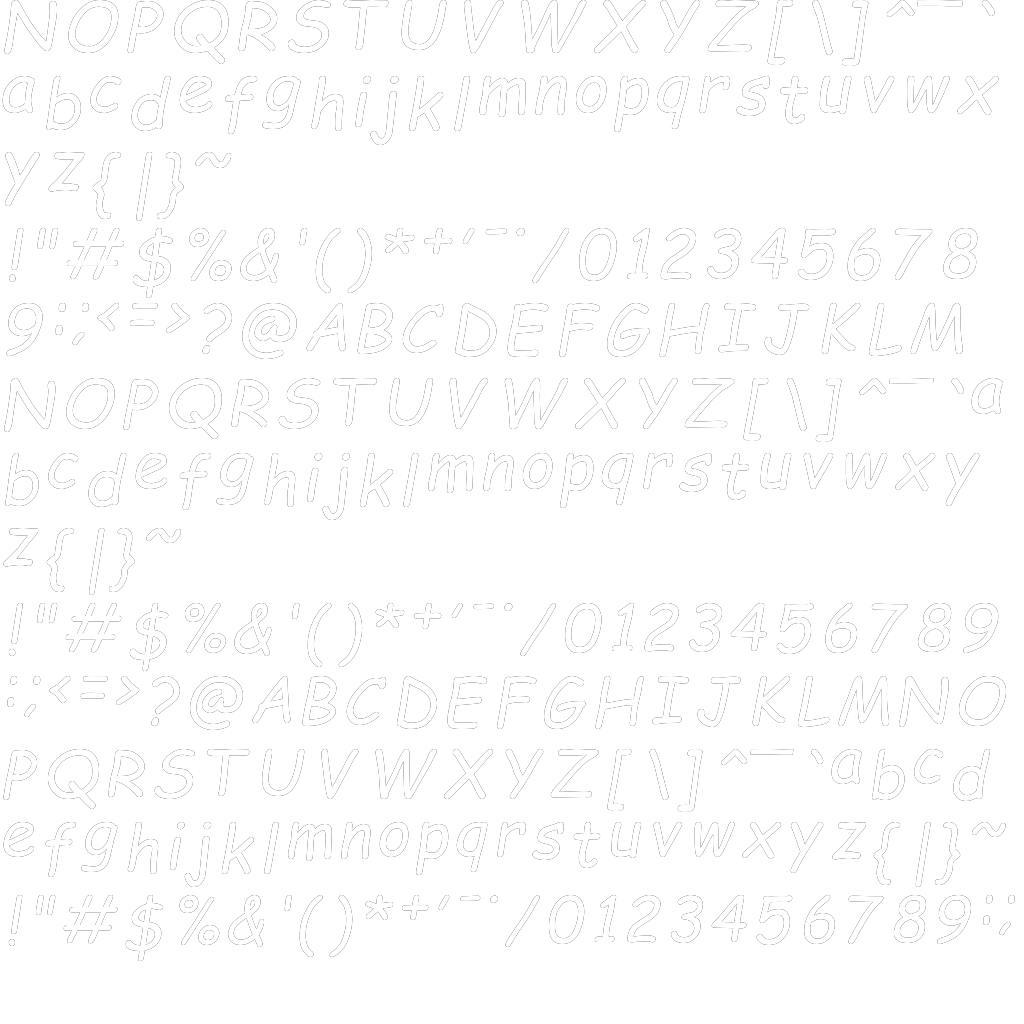 NOPQRSTUVWXYZ[\]^_`
abcdefghijklmnopqrstuvwx
yz{|}~
!"#$%&'()*+,-./012345678
9:;<=>?@ABCDEFGHIJKLM
NOPQRSTUVWXYZ[\]^_`a
bcdefghijklmnopqrstuvwxy
z{|}~
!"#$%&'()*+,-./0123456789
:;<=>?@ABCDEFGHIJKLMNO
PQRSTUVWXYZ[\]^_`abcd
efghijklmnopqrstuvwxyz{|}~
!"#$%&'()*+,-./0123456789:;